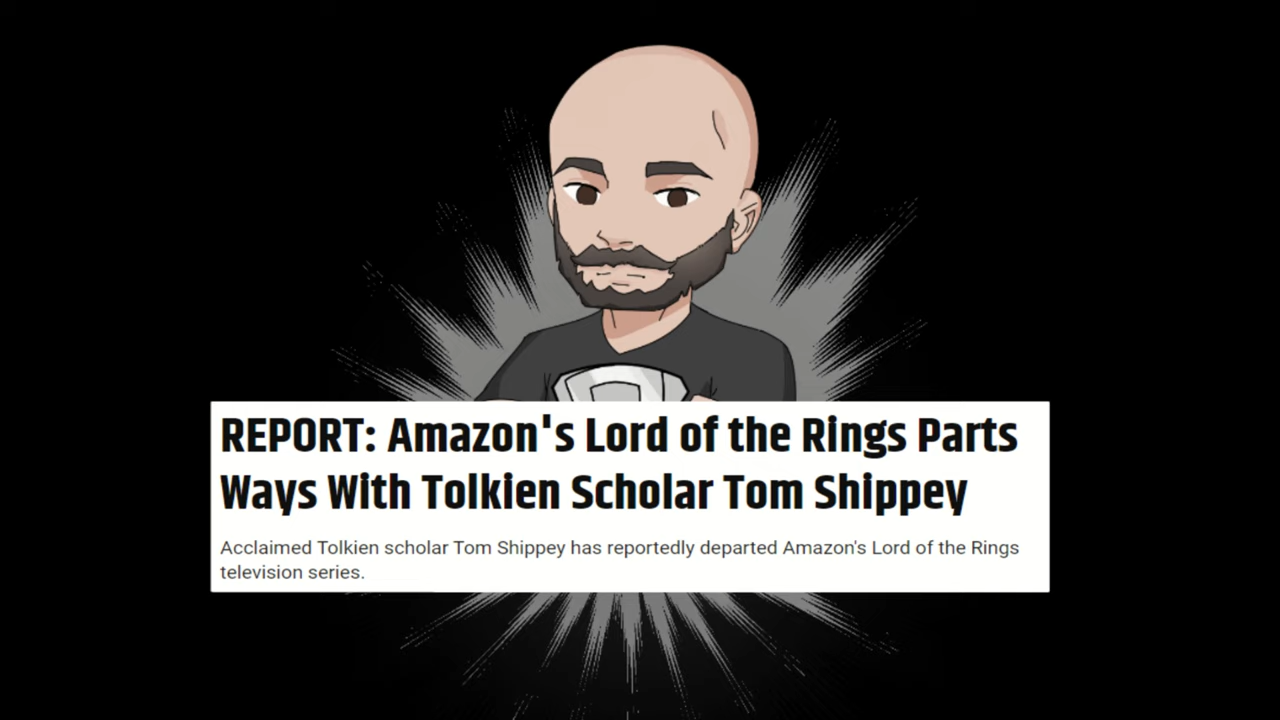 REPORT: Amazon's Lord of the Rings Parts
Ways With Tolkien Scholar Tom Shippey
Acclaimed Tolkien scholar Tom Shippey has reportedly departed Amazon's Lord of the Rings
television series.